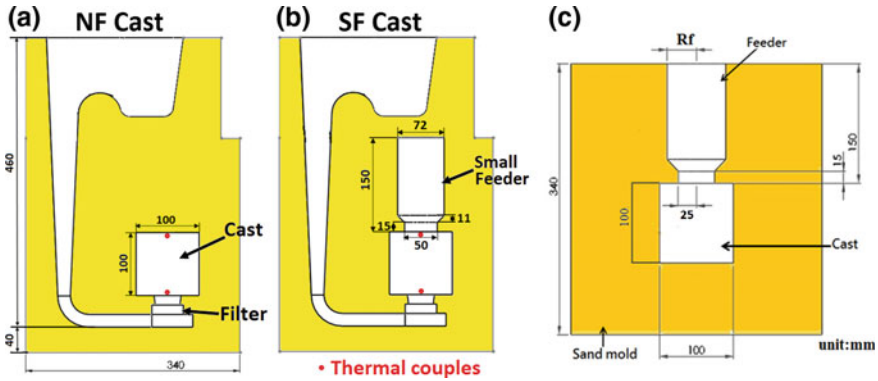 (a) NF Cast
460
40
100
100
Cast
Filter
340
(b) SF Cast
72
150
Small
Feeder
11
15
50
100
• Thermal couples
(c)
Rf
Feeder
340
150
15
25
100
Cast
Sand mold
100
unit:mm